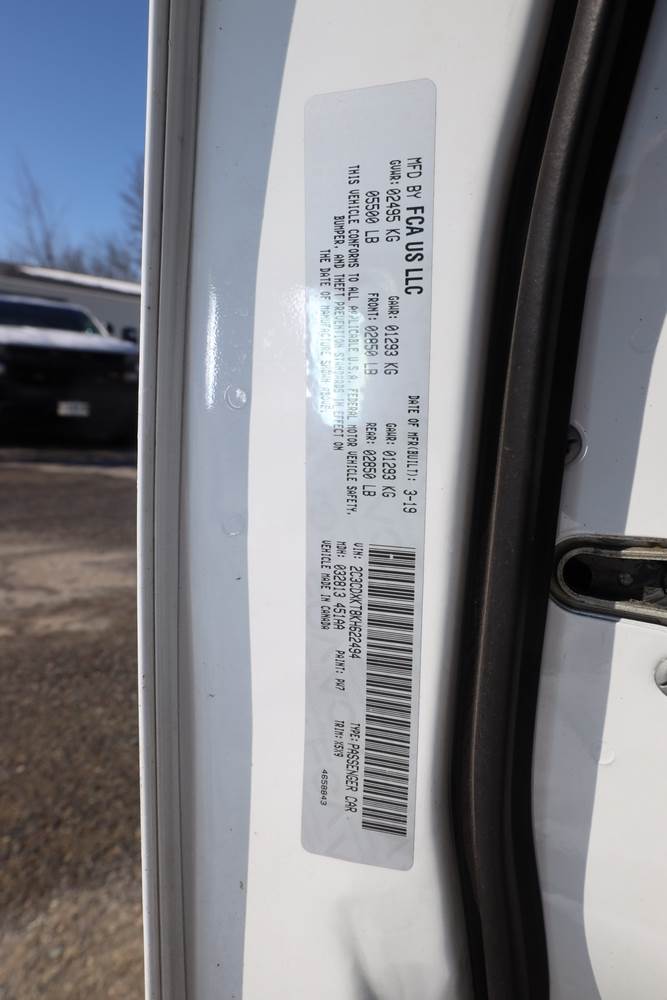 MFD BY FCA US LLC
DATE OF MFR(BUILT): 3-19
GVWR: 02495 KG
GAWR: 01293 KG
GAWR: 01293 KG
05500 LB
FRONT: 02850 LB
REAR: 02850 LB
THIS VEHICLE CONFORMS TO ALL APPLICABLE U.S.A. FEDERAL MOTOR VEHICLE SAFETY,
BUMPER, AND THEFT PREVENTION STANDARDS IN EFFECT ON
THE DATE OF MANUFACTURE SHOWN ABOVE.
VIN: 2C3CDXKT8KH622494
TYPE: PASSENGER CAR
MDH: 032813 451AA
PAINT: PW7
TRIM: X5X9
VEHICLE MADE IN CANADA
4658843